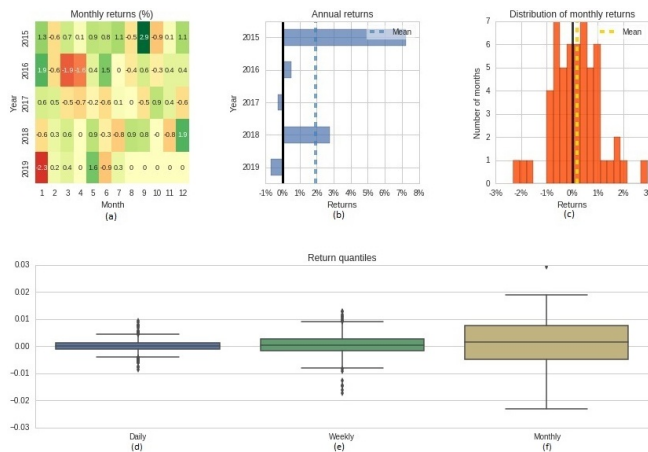 Monthly returns (%)
2015 1.3 -0.6 0.7 0.1 0.9 0.8 1.1 -0.5 2.9 -0.9 0.1 1.1
2016 1.9 -0.6 -1.9 0.4 1.5 0 -0.4 0.6 -0.3 0.4 0.4
2017 0.6 0.5 -0.5 -0.7 -0.2 -0.6 0.1 0 -0.5 0.9 0.4 -0.6
2018 -0.6 0.3 0.6 0 0.9 -0.3 -0.8 0.9 0.8 -0 -0.8 1.9
2019 -2.3 0.2 0.4 0 1.6 -0.9 0.3 0 0 0 0 0
Year
1 2 3 4 5 6 7 8 9 10 11 12
Month
(a)
Annual returns
Mean
2015
2016
2017
2018
2019
Year
-1% 0% 1% 2% 3% 4% 5% 6% 7% 8%
Returns
(b)
Distribution of monthly returns
Mean
7
6
5
4
3
2
1
0
Number of months
-3% -2% -1% 0% 1% 2%
Returns
(c)
Return quantiles
0.03
0.02
0.01
0.00
-0.01
-0.02
-0.03
Daily Weekly Monthly
(d) (e) (f)